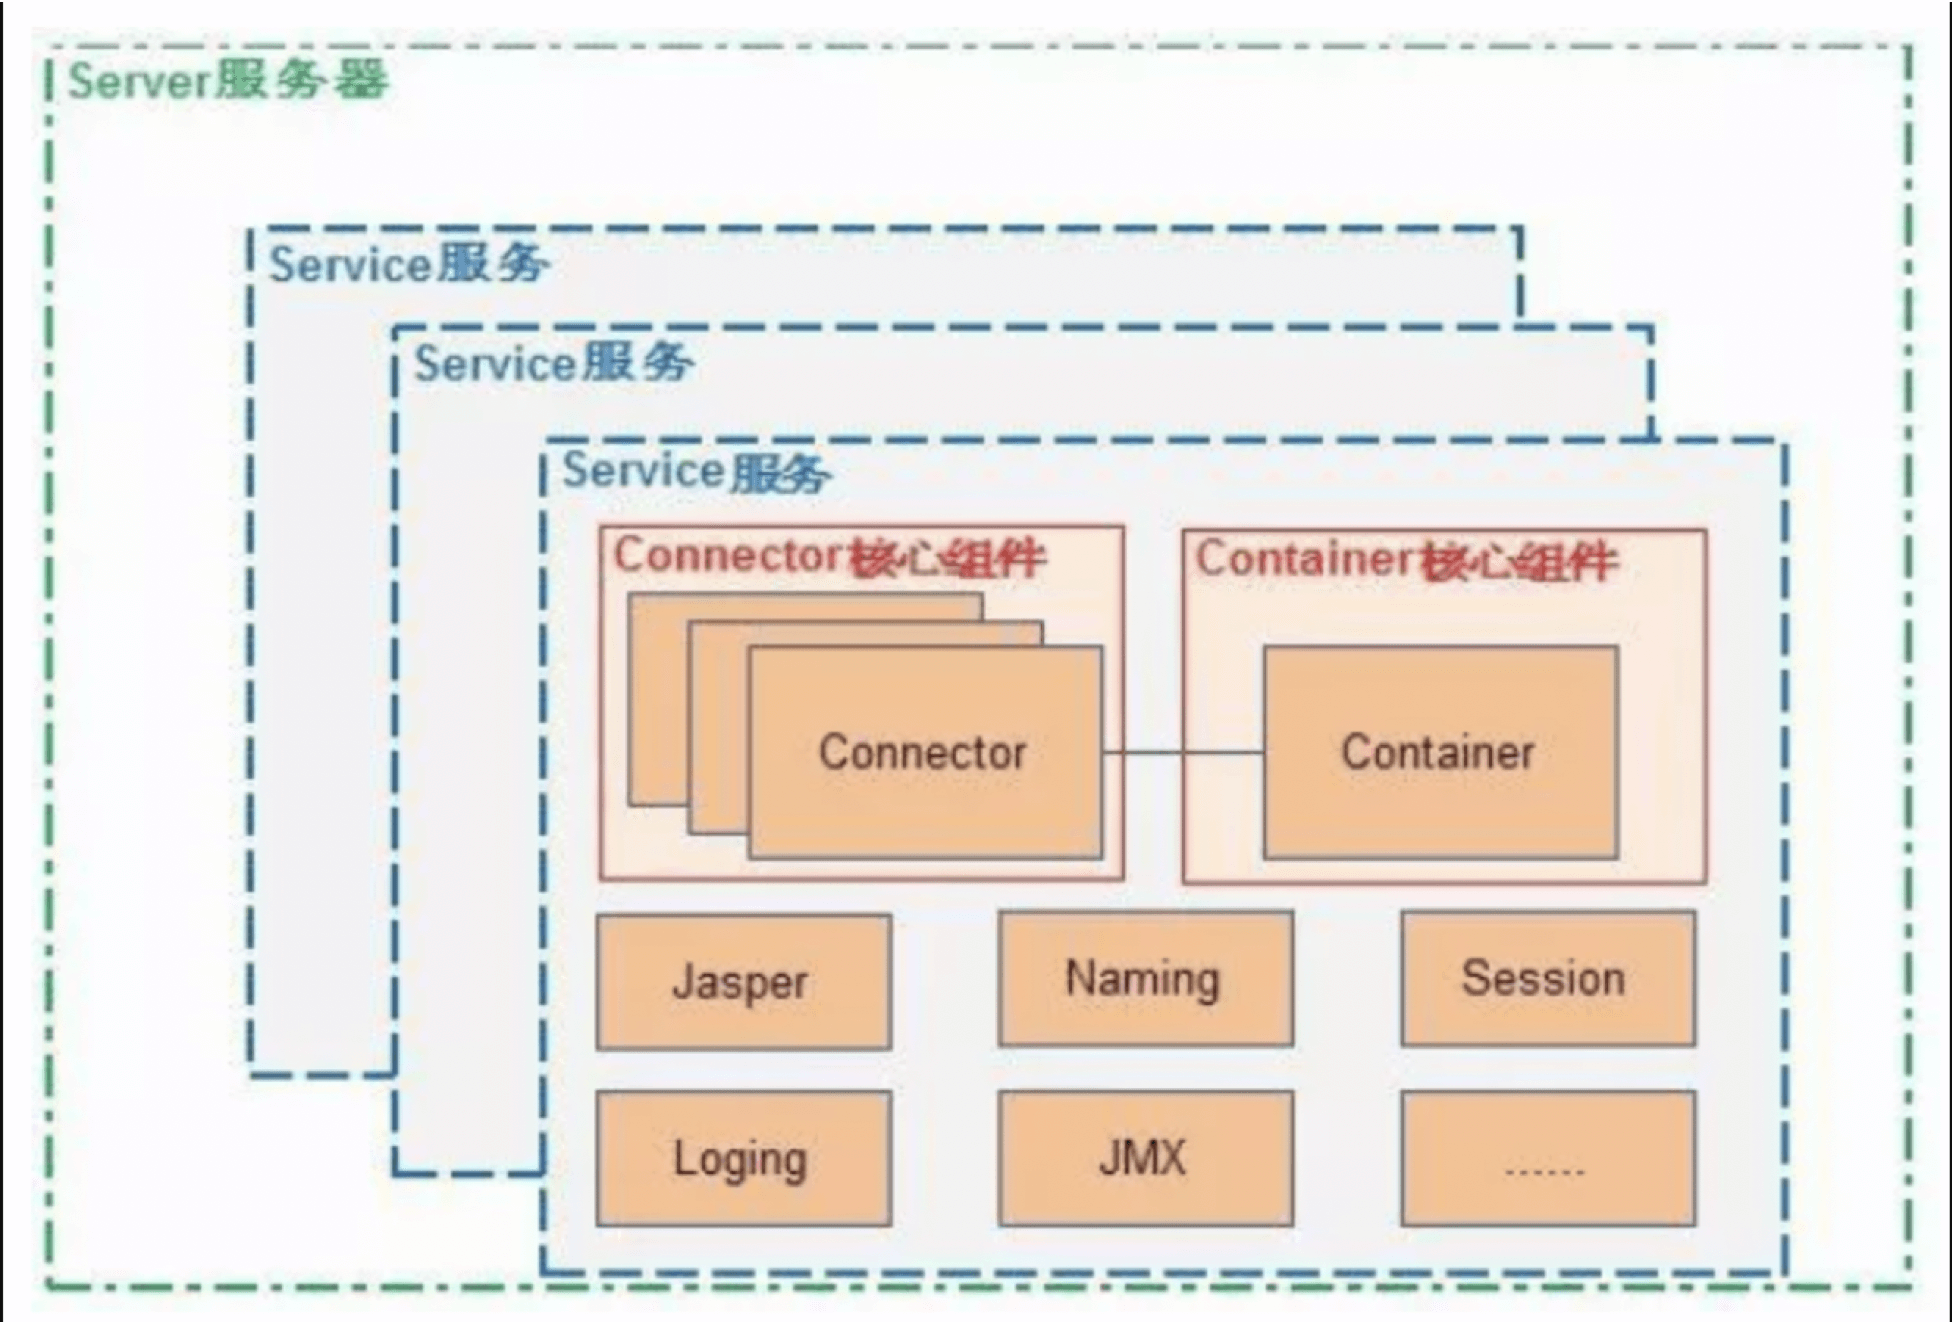 Server服务器
Service服务
Service服务
Service服务
Connector核心组件
Container核心组件
Connector
Container
Jasper
Naming
Session
Loging
JMX
......